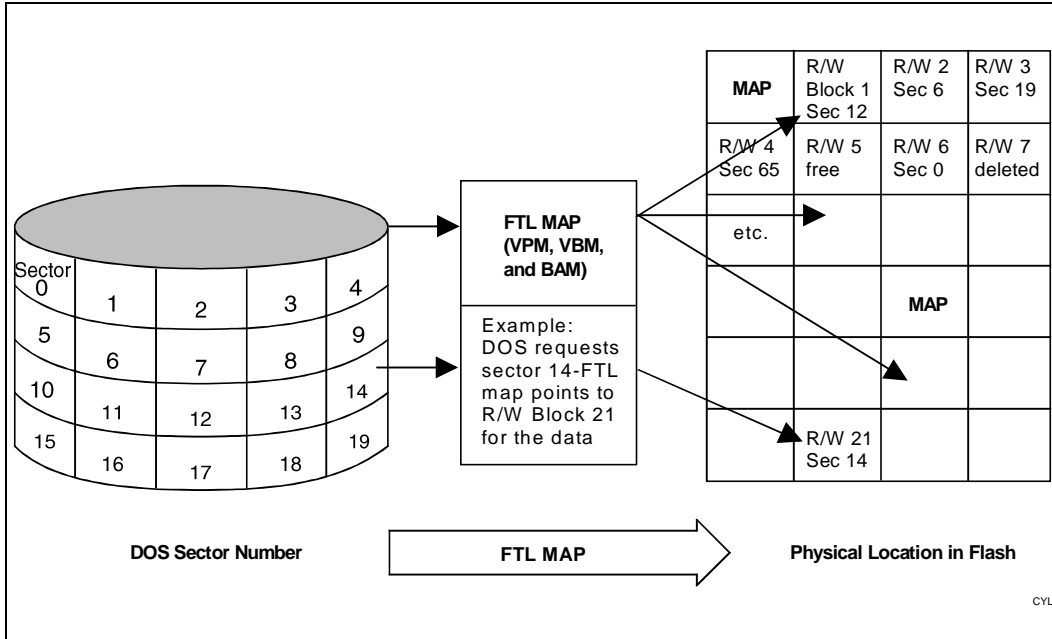 Sector
0
1
2
3
4
5
6
7
8
9
10
11
12
13
14
15
16
17
18
19
DOS Sector Number
FTL MAP
(VPM, VBM,
and BAM)
Example:
DOS requests
sector 14-FTL
map points to
R/W Block 21
for the data
FTL MAP
MAP
R/W
Block 1
Sec 12
R/W 2
Sec 6
R/W 3
Sec 19
R/W 4
Sec 65
R/W 5
free
R/W 6
Sec 0
R/W 7
deleted
etc.
MAP
R/W 21
Sec 14
Physical Location in Flash
CYL